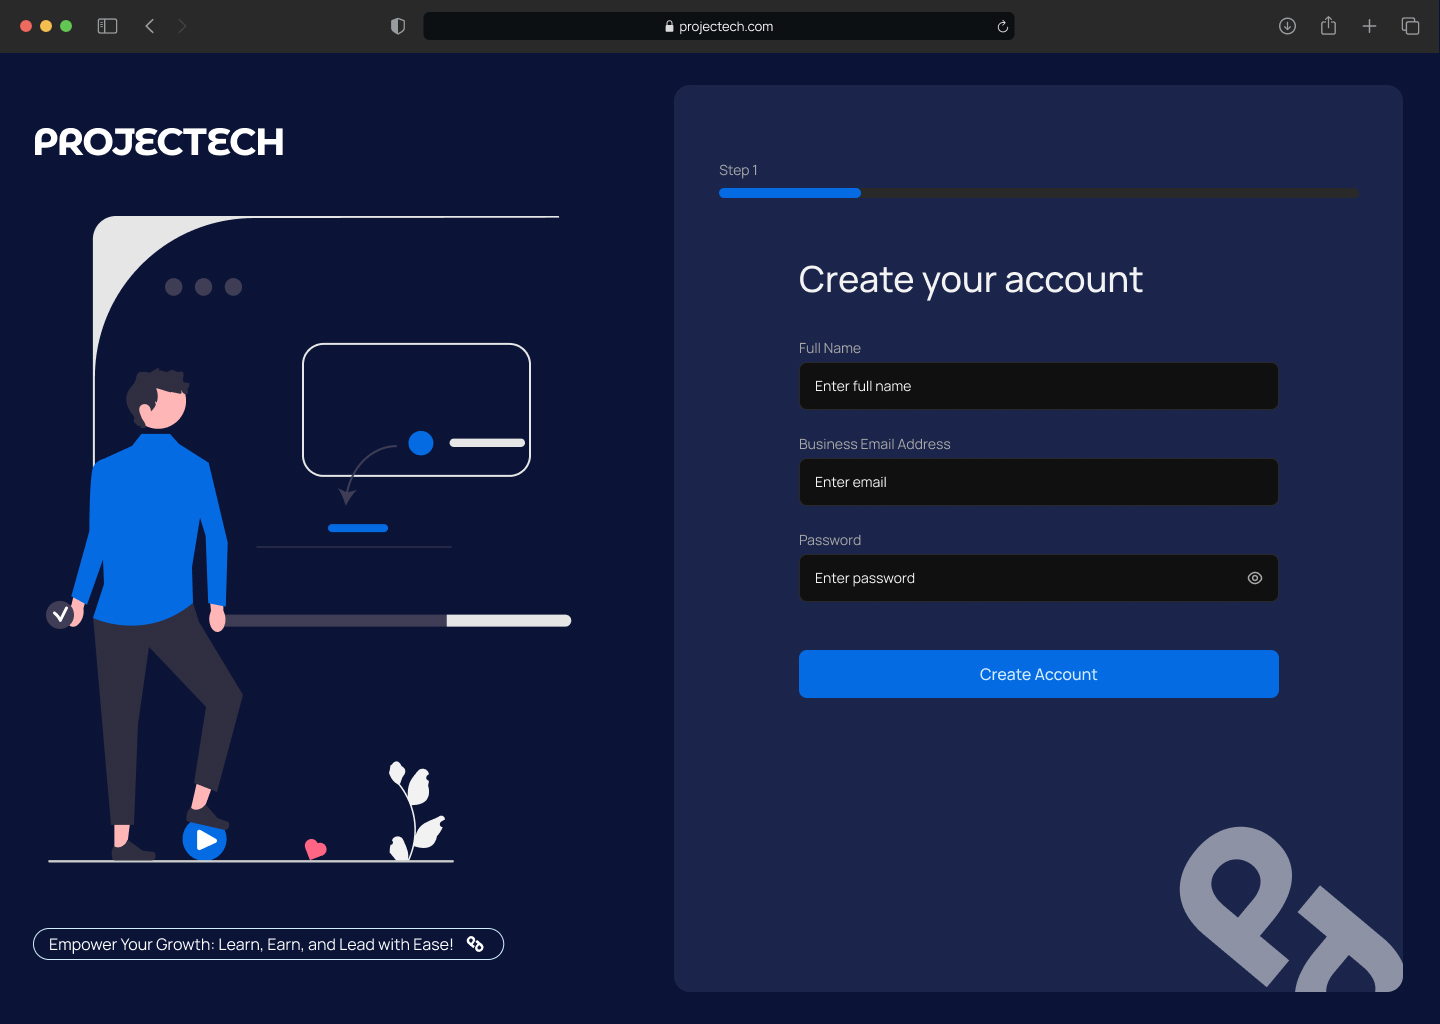 projectech.com
PROJECTECH
Step 1
Create your account
Full Name
Enter full name
Business Email Address
Enter email
Password
Enter password
Create Account
Empower Your Growth: Learn, Earn, and Lead with Ease!